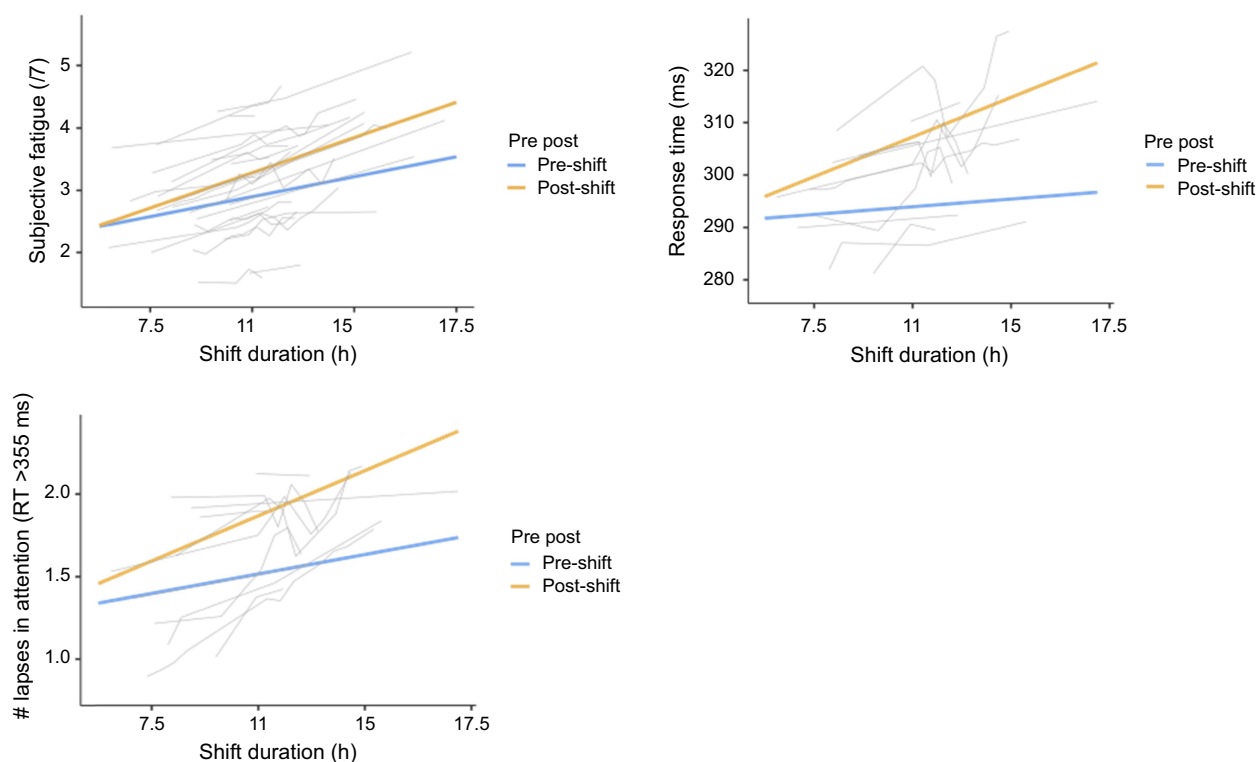 Subjective fatigue (/7)
5
4
3
2
7.5 11 15 17.5
Shift duration (h)
Pre post
Pre-shift
Post-shift
Response time (ms)
320
310
300
290
280
7.5 11 15 17.5
Shift duration (h)
Pre post
Pre-shift
Post-shift
# lapses in attention (RT >355 ms)
2.0
1.5
1.0
7.5 11 15 17.5
Shift duration (h)
Pre post
Pre-shift
Post-shift